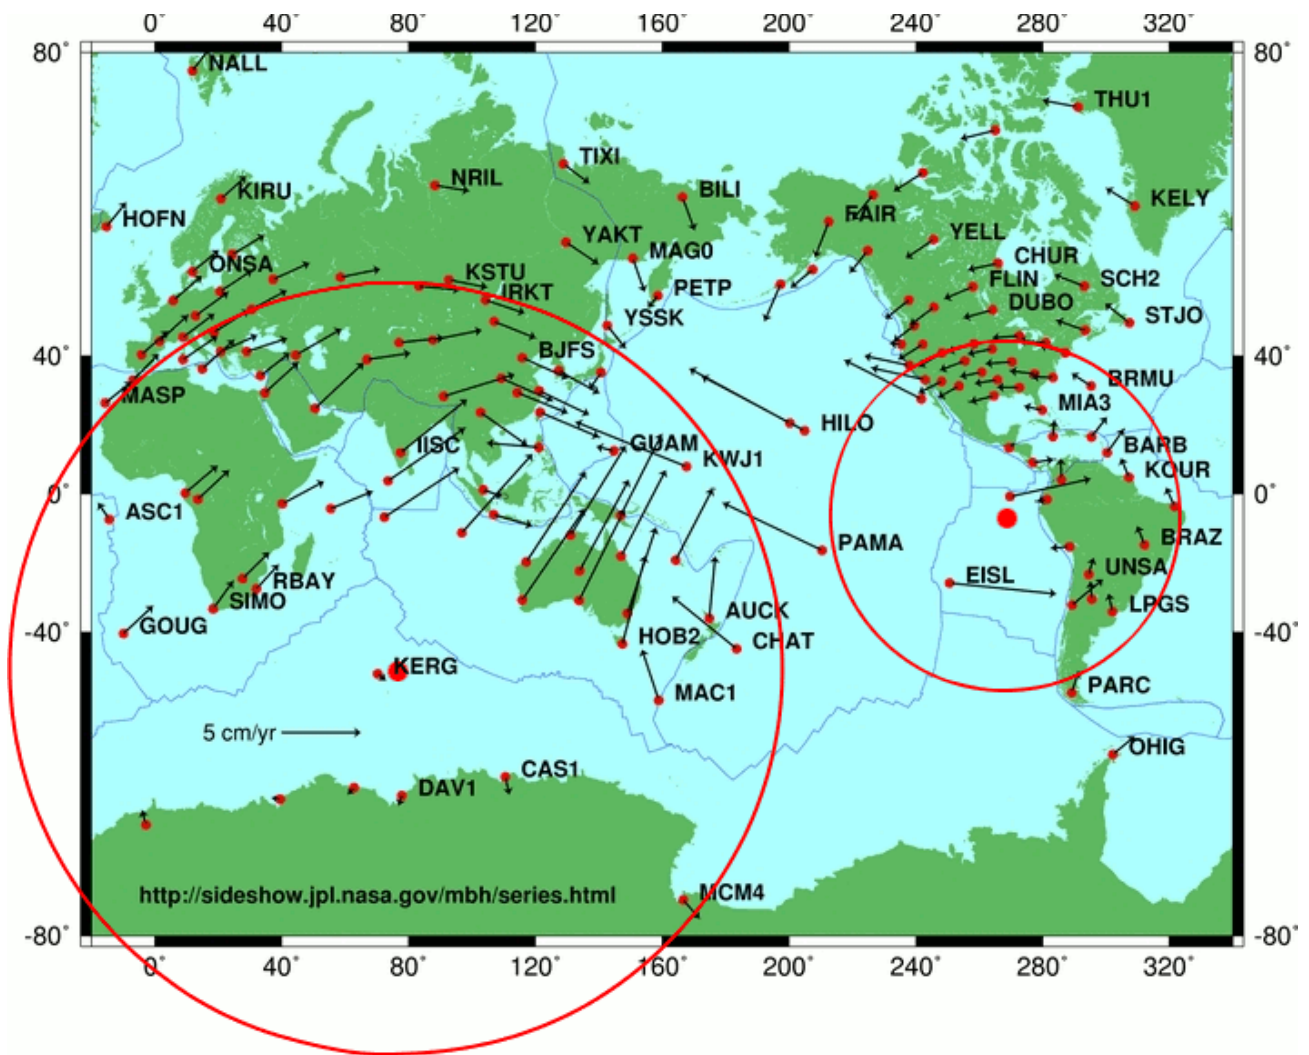 0° 40° 80° 120° 160° 200° 240° 280° 320°
80° 80°
NALL
THU1
TIXI
NRIL
BILI
KIRU
KELY
HOFN
FAIR
YAKT
YELL
MAG0
CHUR
ONSA
KSTU
FLIN
SCH2
PETP
IRKT
DUBO
STJO
YSSK
40° 40°
BJFS
BRMU
MASP
MIA3
HILO
IISC
GUAM
BARB
KWJ1
KOUR
0° 0°
ASC1
BRAZ
PAMA
UNSA
EISL
RBAY
SIMO
LPGS
AUCK
GOUG
HOB2
CHAT
-40° -40°
KERG
PARC
MAC1
5 cm/yr
OHIG
CAS1
DAV1
http://sideshow.jpl.nasa.gov/mbh/series.html
MCM4
-80° -80°
0° 40° 80° 120° 160° 200° 240° 280° 320°